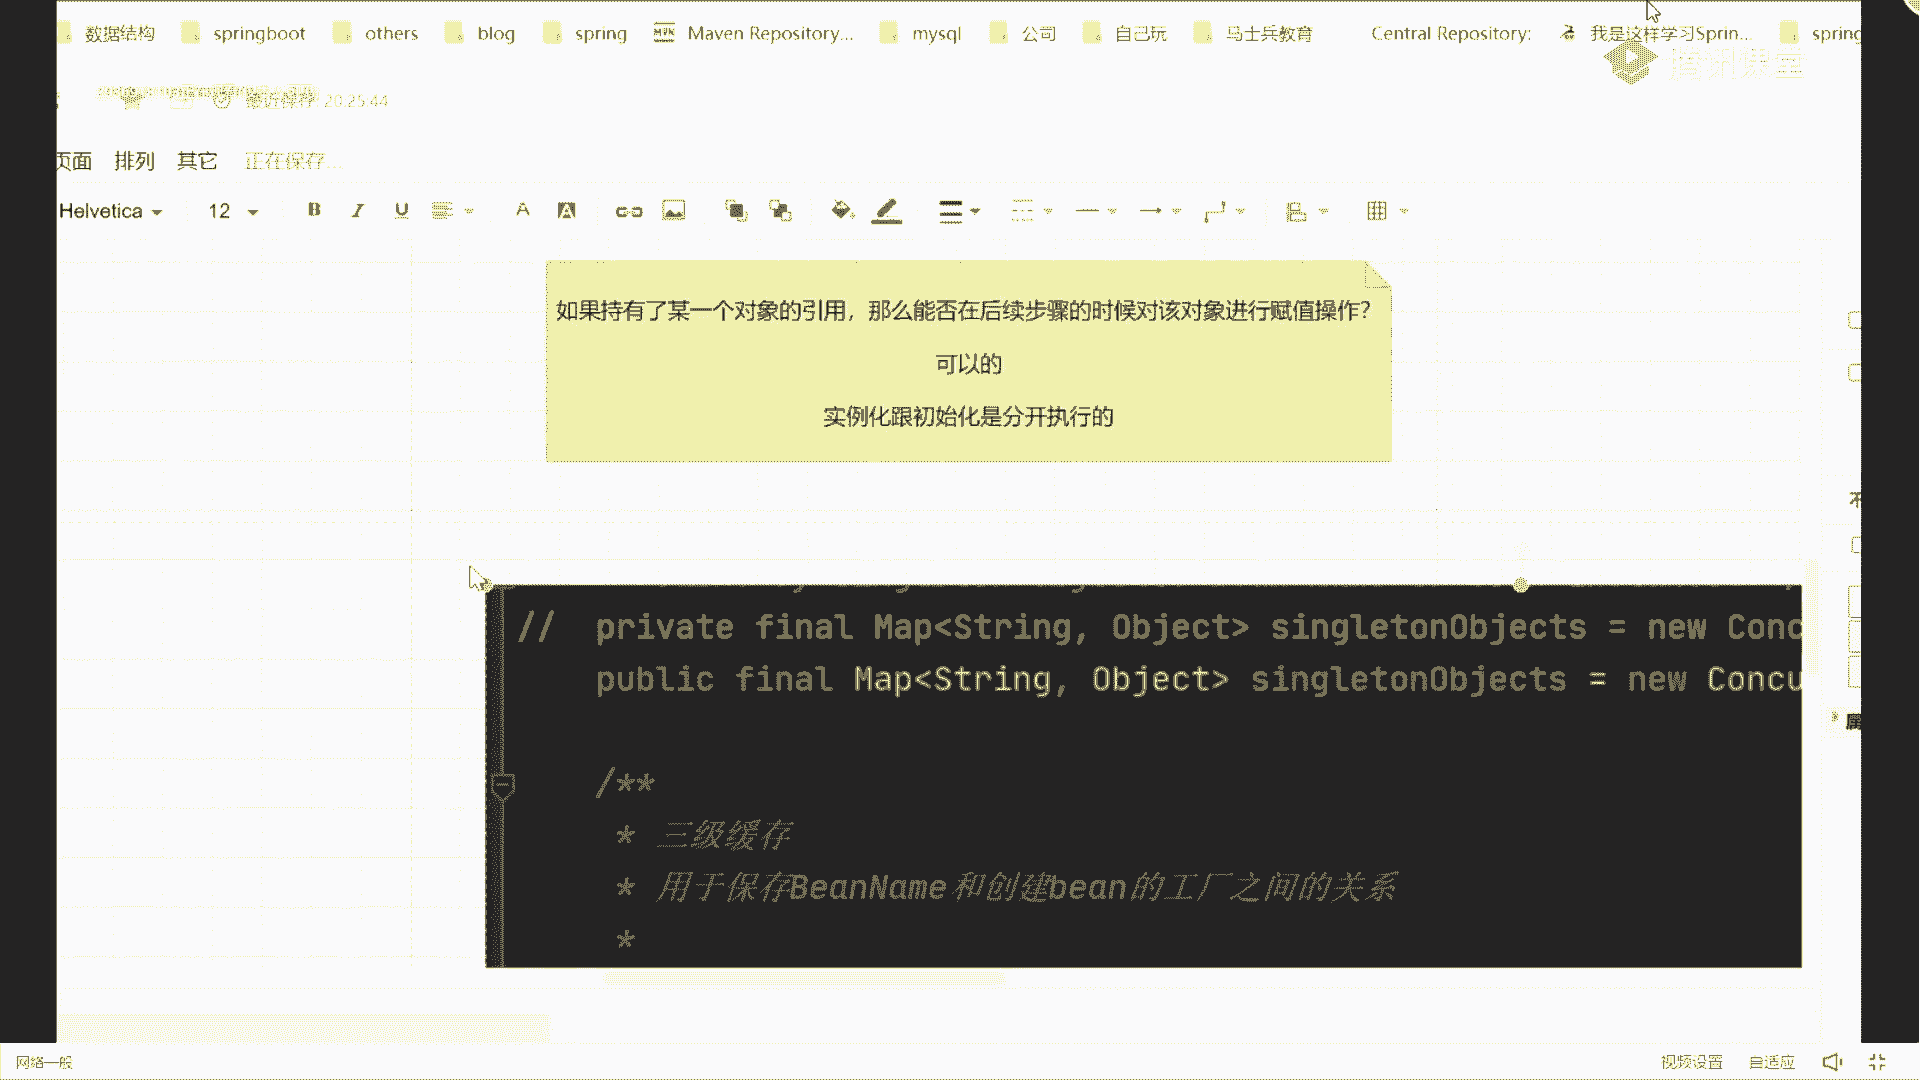 数据结构 springboot others blog spring Maven Repository... mysql 公司 自己玩 马士兵教育 Central Repository: 我是这样学习Sprin... spring
腾讯课堂
最近保存 20:25:44
页面 排列 其它 正在保存...
Helvetica 12 B I U A A
如果持有了某一个对象的引用，那么能否在后续步骤的时候对该对象进行赋值操作？
可以的
实例化跟初始化是分开执行的
// private final Map<String, Object> singletonObjects = new Conc
public final Map<String, Object> singletonObjects = new Concu
/**
* 三级缓存
* 用于保存BeanName和创建bean的工厂之间的关系
*
网络一般 视频设置 自适应